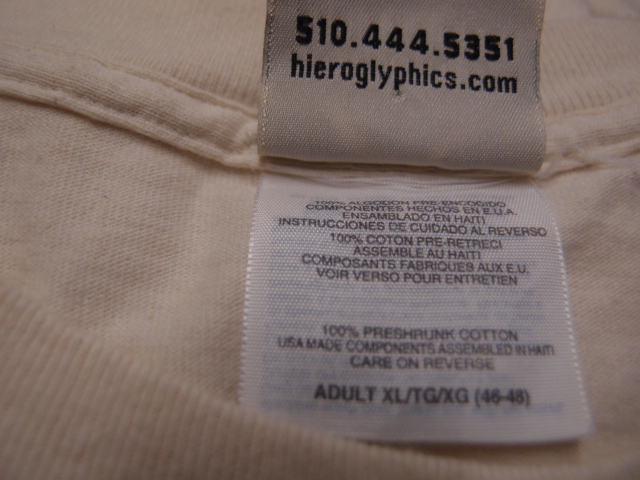 510.444.5351
hieroglyphics.com
100% ALGODON PRE-ENCOGIDO
COMPONENTES HECHOS EN E.U.A.
ENSAMBLADO EN HAITI
INSTRUCCIONES DE CUIDADO AL REVERSO
100% COTON PRE-RETRECI
ASSEMBLE AU HAITI
COMPOSANTS FABRIQUES AUX E.U.
VOIR VERSO POUR ENTRETIEN
100% PRESHRUNK COTTON
USA MADE COMPONENTS ASSEMBLED IN HAITI
CARE ON REVERSE
ADULT XL/TG/XG (46-48)